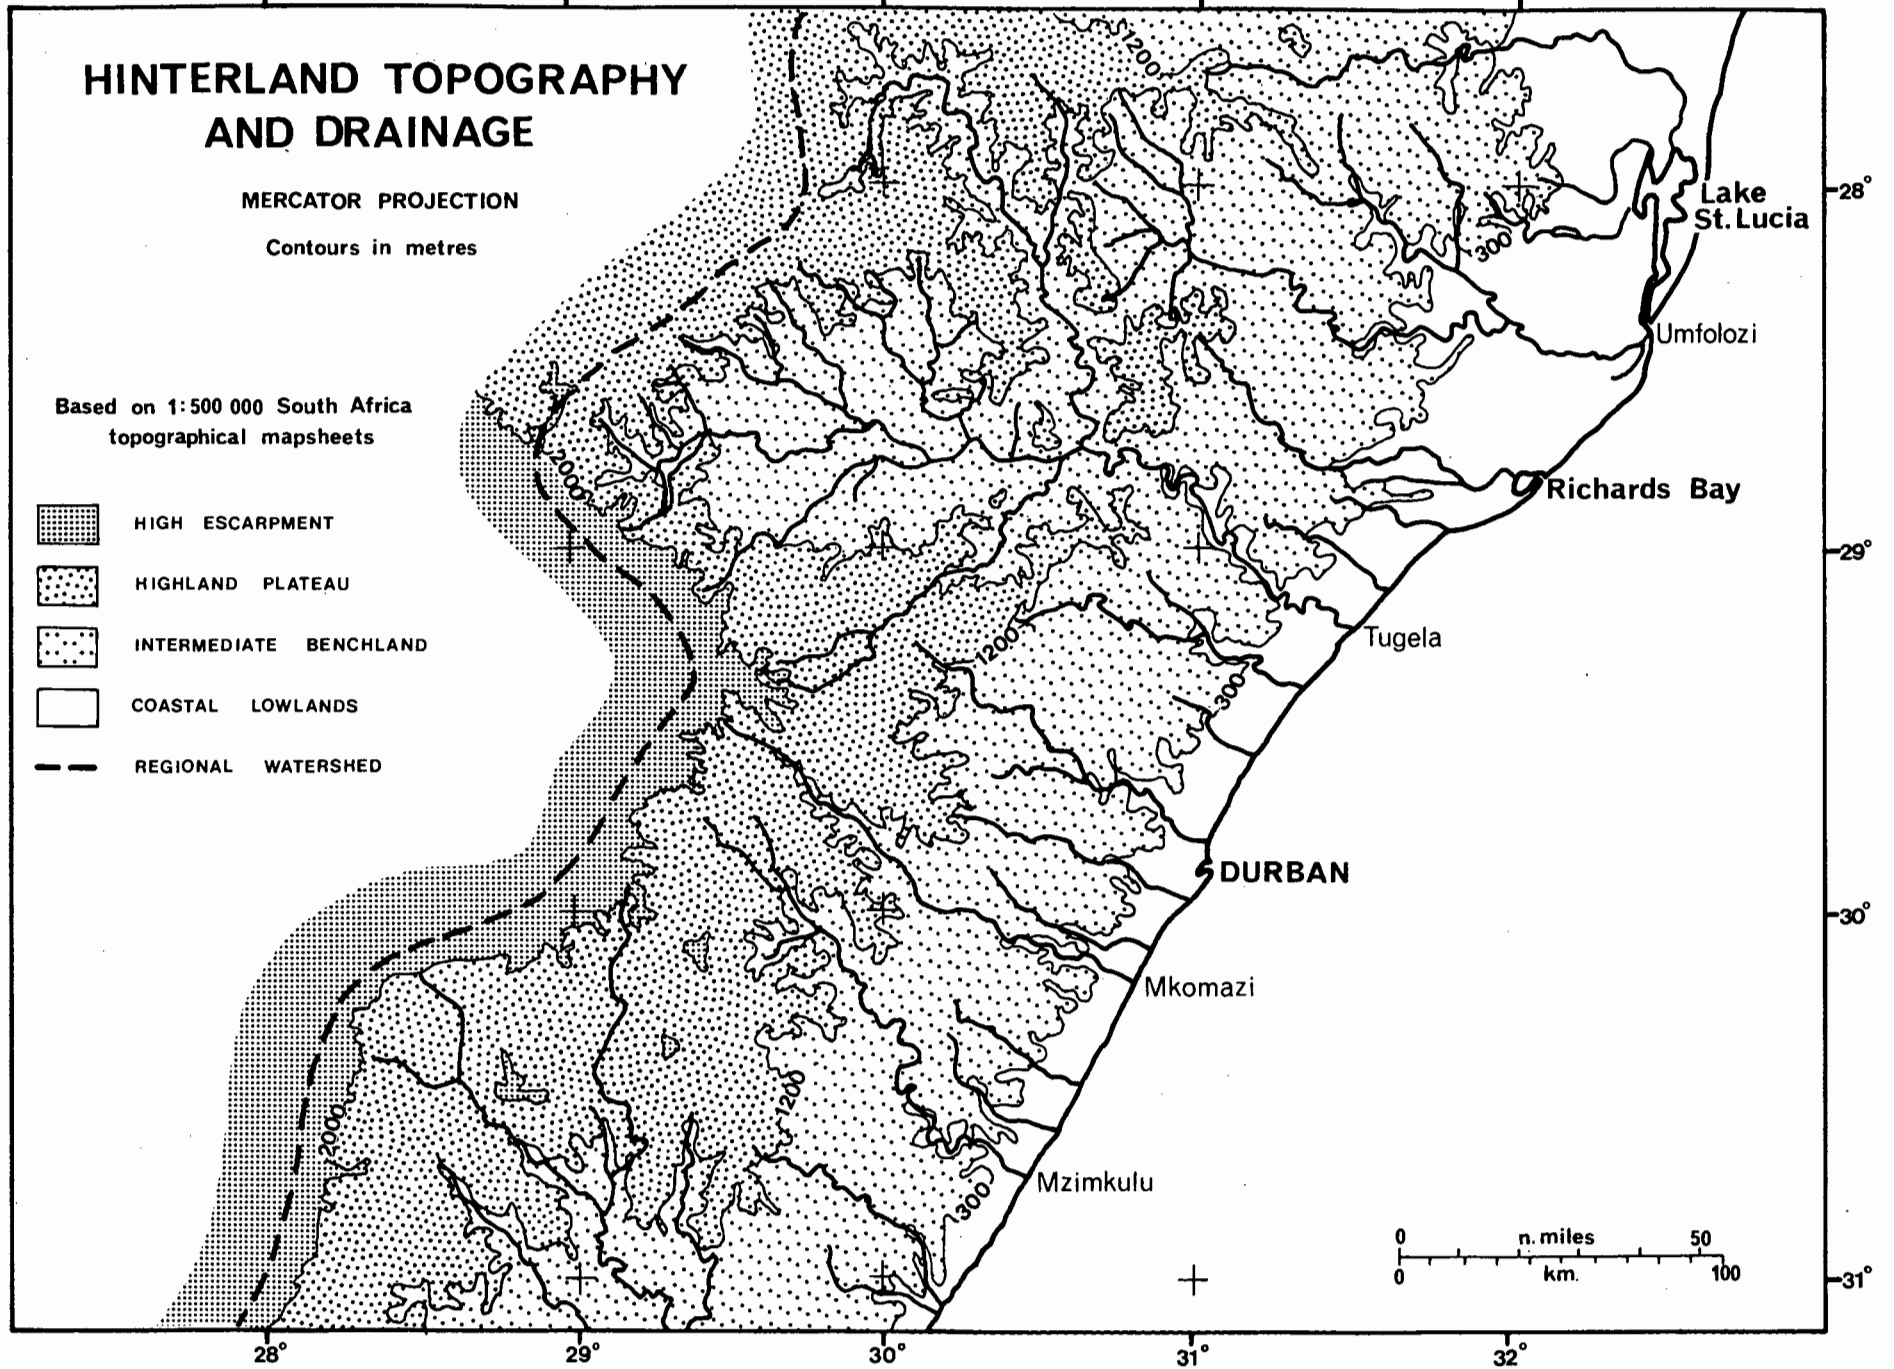 HINTERLAND TOPOGRAPHY
AND DRAINAGE
MERCATOR PROJECTION
Contours in metres
Based on 1:500 000 South Africa
topographical mapsheets
HIGH ESCARPMENT
HIGHLAND PLATEAU
INTERMEDIATE BENCHLAND
COASTAL LOWLANDS
REGIONAL WATERSHED
1200
28°
Lake
St. Lucia
300
Umfolozi
2000
Richards Bay
29°
1200
Tugela
300
DURBAN
30°
Mkomazi
1200
2000
Mzimkulu
300
0 n. miles 50
0 km. 100
31°
28° 29° 30° 31° 32°